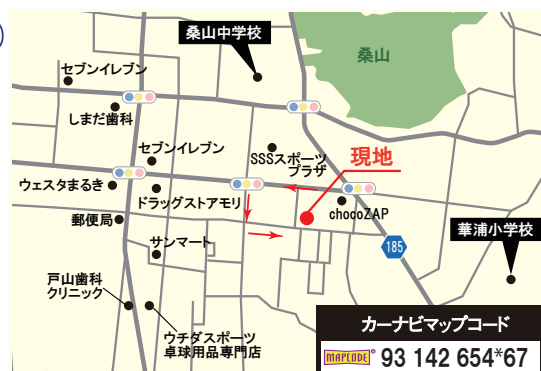 桑山中学校
桑山
セブンイレブン
しまだ歯科
セブンイレブン
SSSスポーツ
プラザ
現地
ウェスタまるき
ドラッグストアモリ
chocoZAP
郵便局
サンマート
185
華浦小学校
戸山歯科
クリニック
ウチダスポーツ
卓球用品専門店
カーナビマップコード
MAPCODE® 93 142 654*67